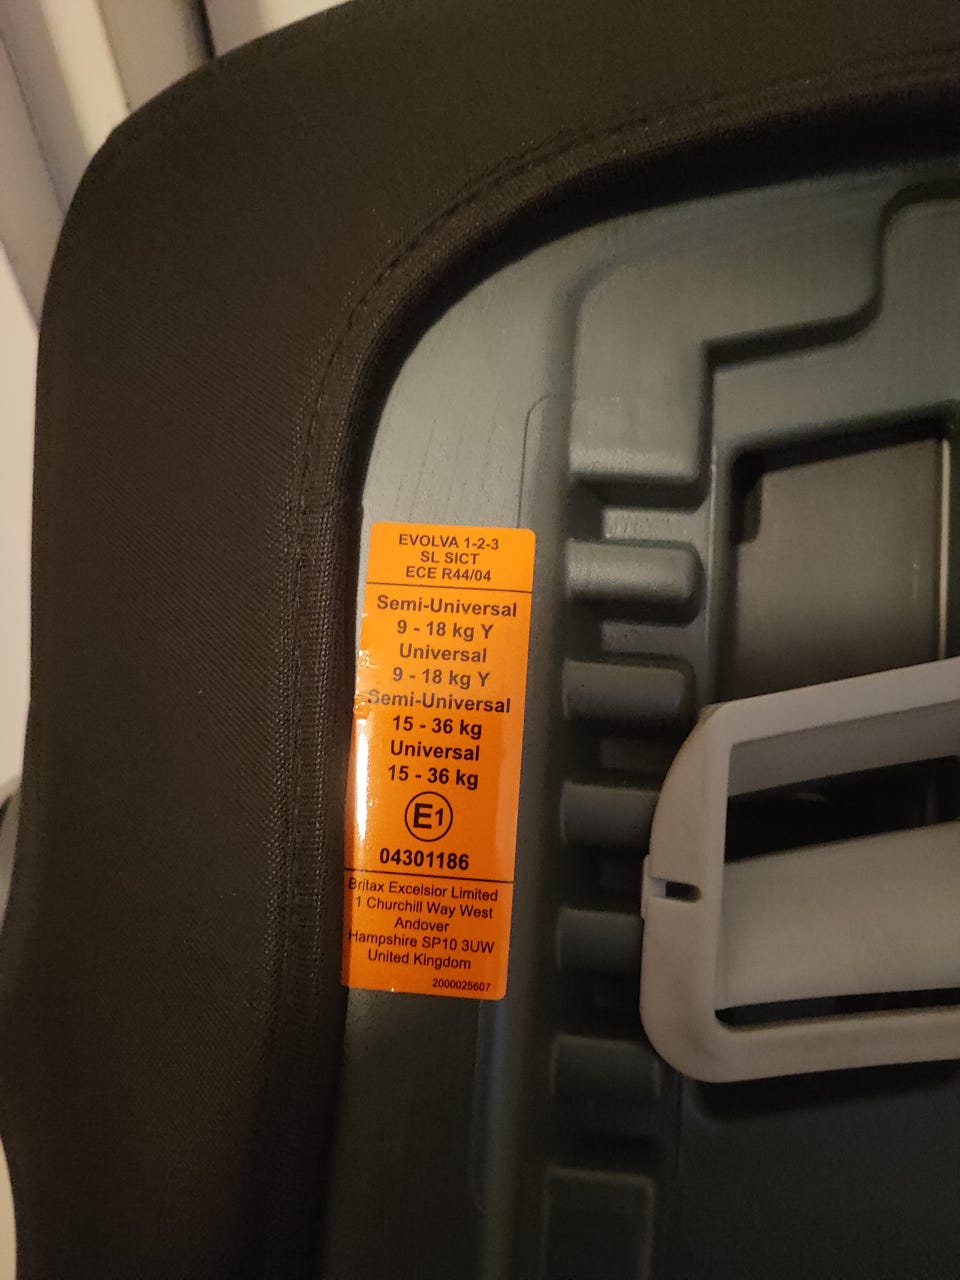 EVOLVA 1-2-3
SL SICT
ECE R44/04
Semi-Universal
9 - 18 kg Y
Universal
9 - 18 kg Y
Semi-Universal
15 - 36 kg
Universal
15 - 36 kg
E1
04301186
Britax Excelsior Limited
1 Churchill Way West
Andover
Hampshire SP10 3UW
United Kingdom
2000025607